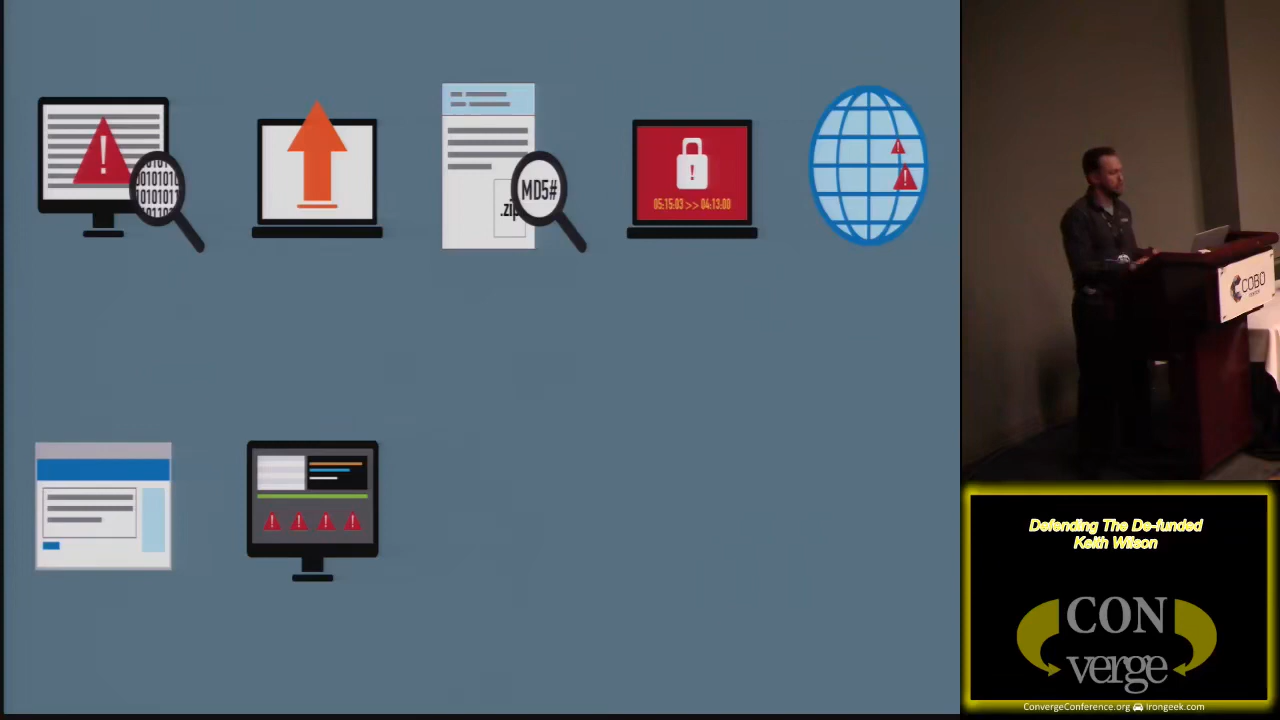 MD5#
.zip
05:15:03 >> 04:13:00
COBO
Defending The De-funded
Keith Wilson
CON
verge
ConvergeConference.org Irongeek.com